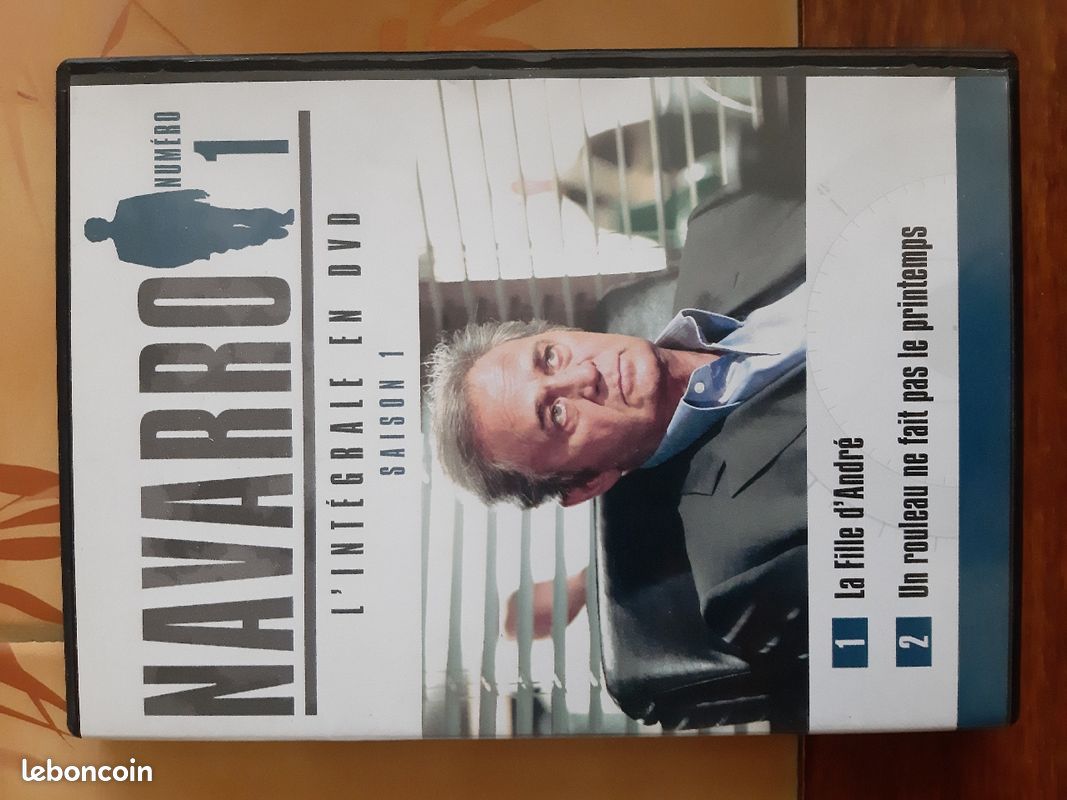 NAVARRO
NUMÉRO
1
L'INTÉGRALE EN DVD
SAISON 1
1 La Fille d'André
2 Un rouleau ne fait pas le printemps
leboncoin